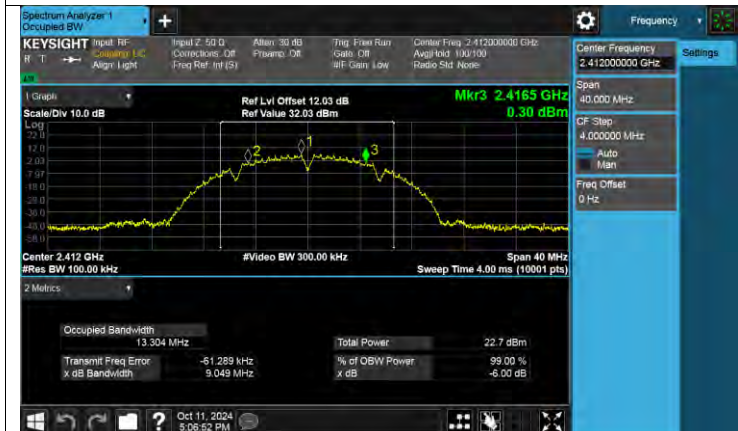 Spectrum Analyzer 1
Occupied BW
Frequency
KEYSIGHT
R T
Input: RF
Coupling: DC
Align: Light
Input Z: 50 Ω
Corrections: Off
Freq Ref: Int (S)
Atten: 30 dB
Preamp: Off
Trig: Free Run
Gate: Off
#IF Gain: Low
Center Freq: 2.412000000 GHz
Avg|Hold: 100/100
Radio Std: None
Center Frequency
2.412000000 GHz
Settings
Span
40.000 MHz
CF Step
4.000000 MHz
Auto
Man
Freq Offset
0 Hz
1 Graph
Scale/Div 10.0 dB
Ref Lvl Offset 12.03 dB
Ref Value 32.03 dBm
Mkr3 2.4165 GHz
0.30 dBm
Log
22.0
12.0
2.03
-7.97
-18.0
-28.0
-38.0
-48.0
-58.0
2
1
3
Center 2.412 GHz
#Res BW 100.00 kHz
#Video BW 300.00 kHz
Span 40 MHz
Sweep Time 4.00 ms (10001 pts)
2 Metrics
Occupied Bandwidth
13.304 MHz
Total Power 22.7 dBm
Transmit Freq Error -61.289 kHz
% of OBW Power 99.00 %
x dB Bandwidth 9.049 MHz
x dB -6.00 dB
Oct 11, 2024
5:06:52 PM